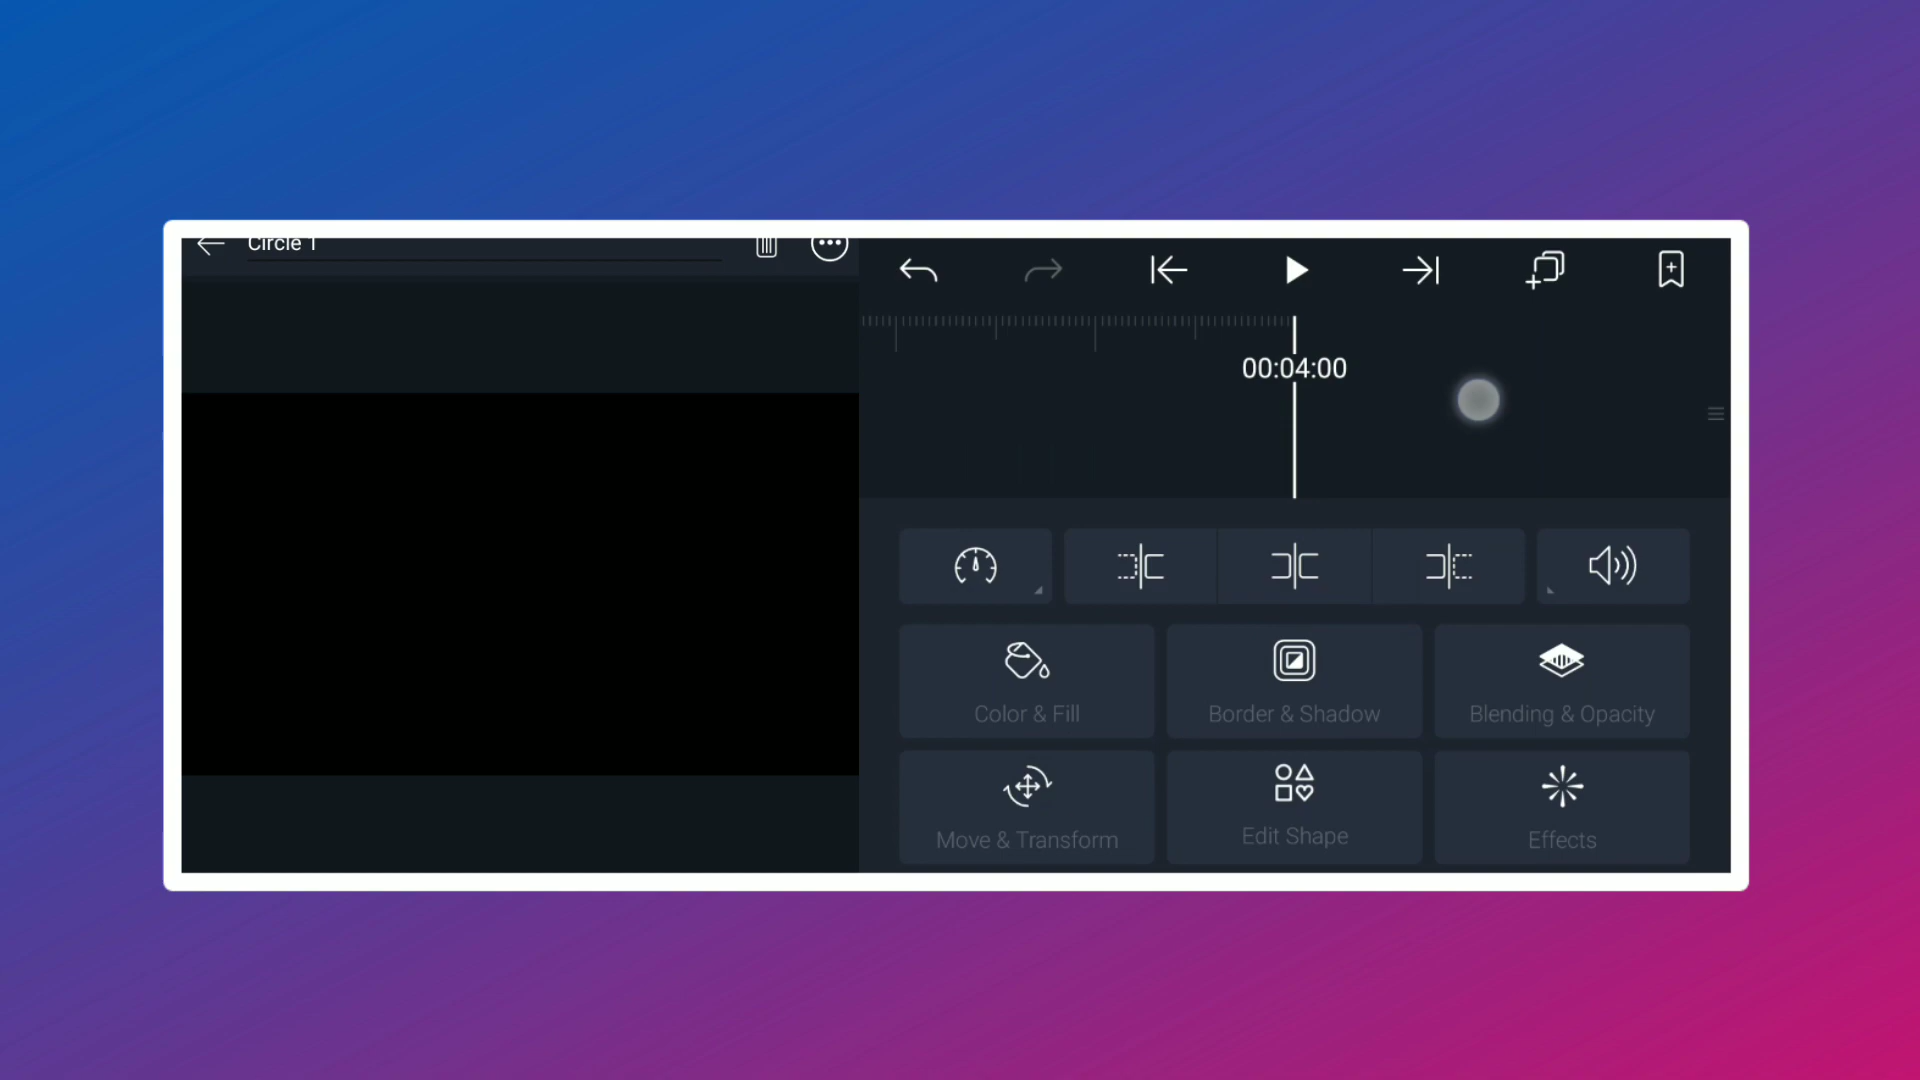 Circle 1
00:04:00
Color & Fill
Border & Shadow
Blending & Opacity
Move & Transform
Edit Shape
Effects